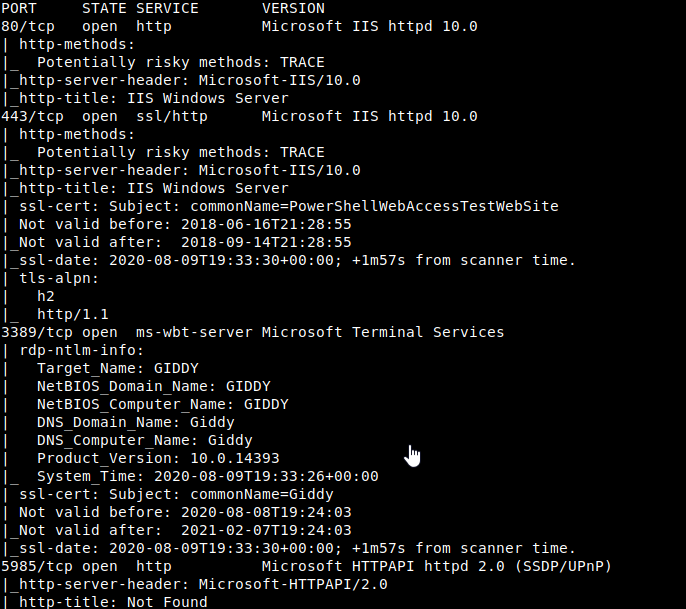 PORT     STATE SERVICE       VERSION
80/tcp   open  http          Microsoft IIS httpd 10.0
| http-methods:
|_  Potentially risky methods: TRACE
|_http-server-header: Microsoft-IIS/10.0
|_http-title: IIS Windows Server
443/tcp  open  ssl/http      Microsoft IIS httpd 10.0
| http-methods:
|_  Potentially risky methods: TRACE
|_http-server-header: Microsoft-IIS/10.0
|_http-title: IIS Windows Server
| ssl-cert: Subject: commonName=PowerShellWebAccessTestWebSite
| Not valid before: 2018-06-16T21:28:55
|_Not valid after:  2018-09-14T21:28:55
|_ssl-date: 2020-08-09T19:33:30+00:00; +1m57s from scanner time.
| tls-alpn:
|   h2
|_  http/1.1
3389/tcp open  ms-wbt-server Microsoft Terminal Services
| rdp-ntlm-info:
|   Target_Name: GIDDY
|   NetBIOS_Domain_Name: GIDDY
|   NetBIOS_Computer_Name: GIDDY
|   DNS_Domain_Name: Giddy
|   DNS_Computer_Name: Giddy
|   Product_Version: 10.0.14393
|_  System_Time: 2020-08-09T19:33:26+00:00
| ssl-cert: Subject: commonName=Giddy
| Not valid before: 2020-08-08T19:24:03
|_Not valid after:  2021-02-07T19:24:03
|_ssl-date: 2020-08-09T19:33:30+00:00; +1m57s from scanner time.
5985/tcp open  http          Microsoft HTTPAPI httpd 2.0 (SSDP/UPnP)
|_http-server-header: Microsoft-HTTPAPI/2.0
|_http-title: Not Found